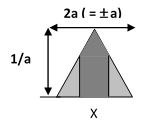 2a ( = ±a)
1/a
X